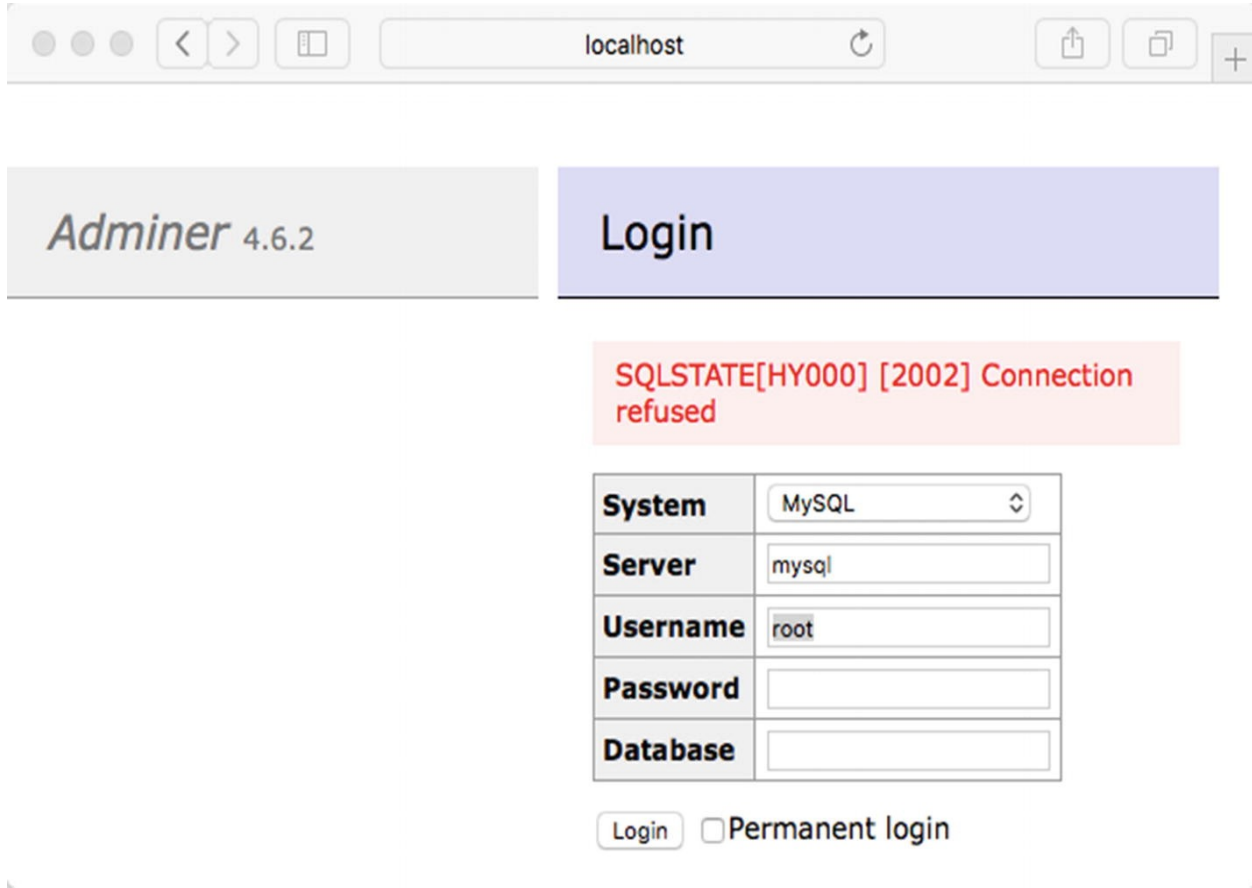 localhost
Adminer 4.6.2
Login
SQLSTATE[HY000] [2002] Connection
refused
System MySQL
Server mysql
Username root
Password
Database
Login Permanent login